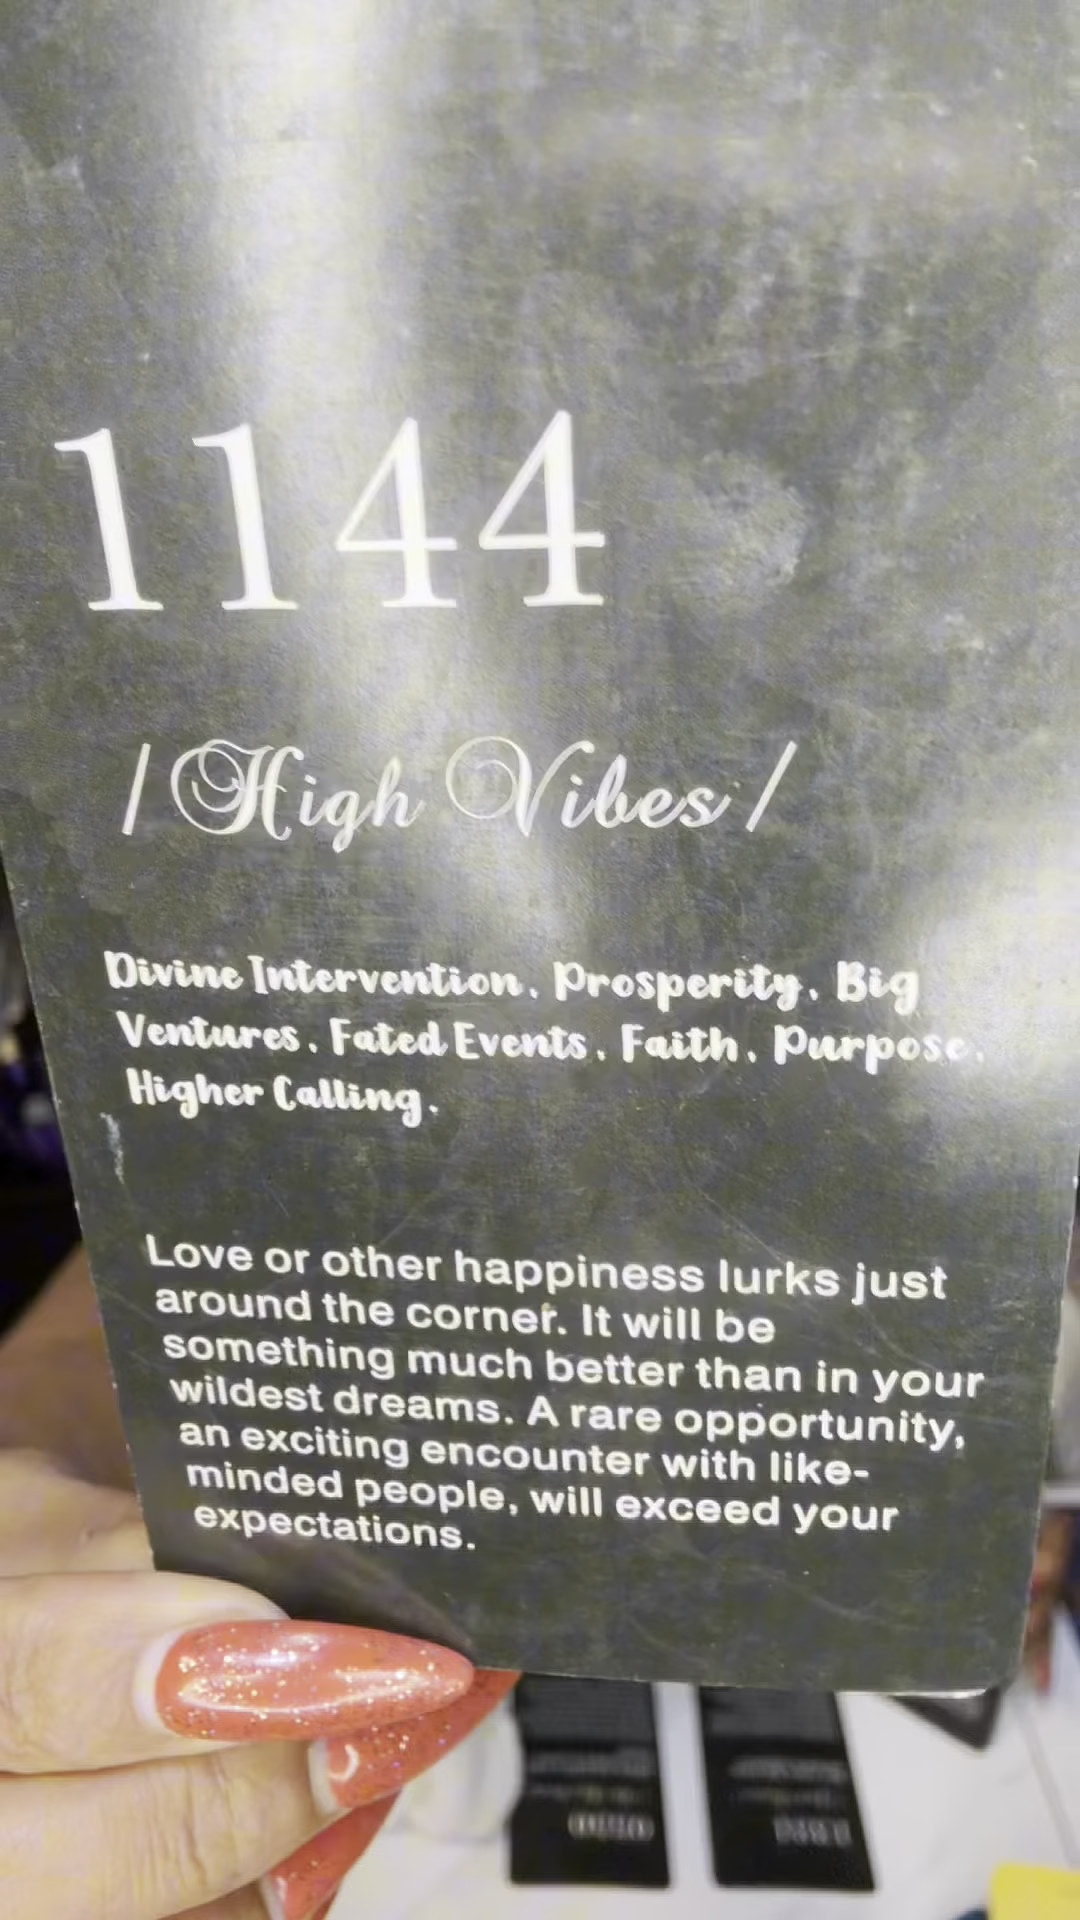 1144
/High Vibes/
Divine Intervention, Prosperity, Big
Ventures, Fated Events, Faith, Purpose,
Higher Calling.
Love or other happiness lurks just
around the corner. It will be
something much better than in your
wildest dreams. A rare opportunity,
an exciting encounter with like-
minded people, will exceed your
expectations.